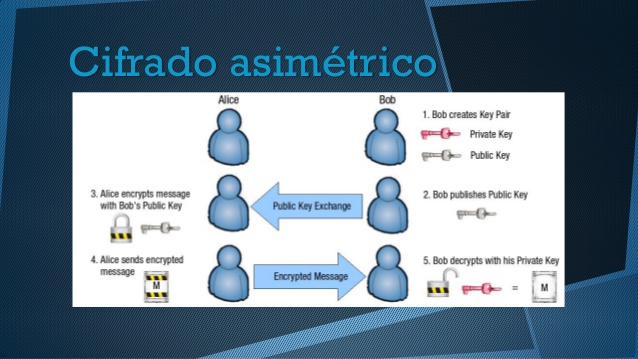 Cifrado asimétrico
Alice
Bob
1. Bob creates Key Pair
Private Key
Public Key
3. Alice encrypts message
with Bob's Public Key
Public Key Exchange
2. Bob publishes Public Key
4. Alice sends encrypted
message
M
Encrypted Message
5. Bob decrypts with his Private Key
=
M